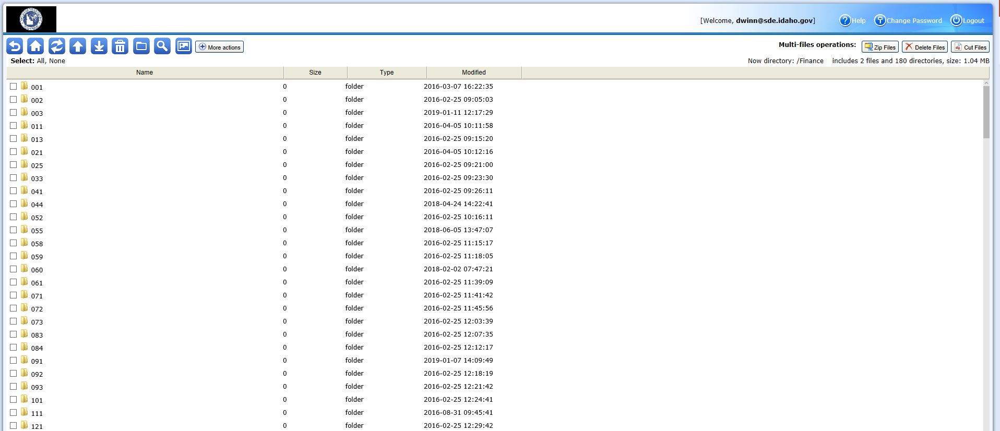 [Welcome, dwinn@sde.idaho.gov] Help Change Password Logout
More actions Multi-files operations: Zip Files Delete Files Cut Files
Select: All, None Now directory: /Finance includes 2 files and 180 directories, size: 1.04 MB
Name Size Type Modified
001 0 folder 2016-03-07 16:22:35
002 0 folder 2016-02-25 09:05:03
003 0 folder 2019-01-11 12:17:29
011 0 folder 2016-04-05 10:11:58
013 0 folder 2016-02-25 09:15:20
021 0 folder 2016-04-05 10:12:16
025 0 folder 2016-02-25 09:21:00
033 0 folder 2016-02-25 09:23:30
041 0 folder 2016-02-25 09:26:11
044 0 folder 2018-04-24 14:22:41
052 0 folder 2016-02-25 10:16:11
055 0 folder 2018-06-05 13:47:07
058 0 folder 2016-02-25 11:15:17
059 0 folder 2016-02-25 11:18:05
060 0 folder 2018-02-02 07:47:21
061 0 folder 2016-02-25 11:39:09
071 0 folder 2016-02-25 11:41:42
072 0 folder 2016-02-25 11:45:56
073 0 folder 2016-02-25 12:03:39
083 0 folder 2016-02-25 12:07:35
084 0 folder 2016-02-25 12:12:17
091 0 folder 2019-01-07 14:09:49
092 0 folder 2016-02-25 12:18:19
093 0 folder 2016-02-25 12:21:42
101 0 folder 2016-02-25 12:24:41
111 0 folder 2016-08-31 09:45:41
121 0 folder 2016-02-25 12:29:42